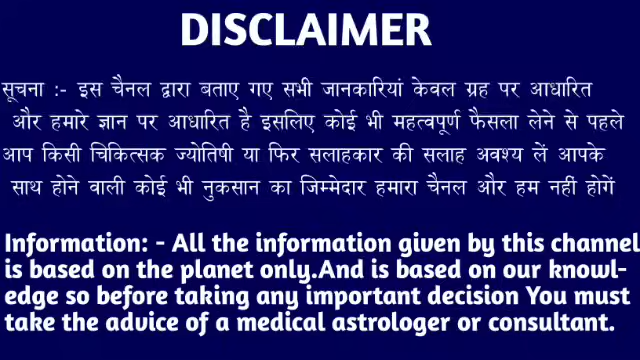 DISCLAIMER
सूचना :- इस चैनल द्वारा बताए गए सभी जानकारियां केवल ग्रह पर आधारित
और हमारे ज्ञान पर आधारित है इसलिए कोई भी महत्वपूर्ण फैसला लेने से पहले
आप किसी चिकित्सक ज्योतिषी या फिर सलाहकार की सलाह अवश्य लें आपके
साथ होने वाली कोई भी नुकसान का जिम्मेदार हमारा चैनल और हम नहीं होगें
Information: - All the information given by this channel
is based on the planet only.And is based on our knowl-
edge so before taking any important decision You must
take the advice of a medical astrologer or consultant.